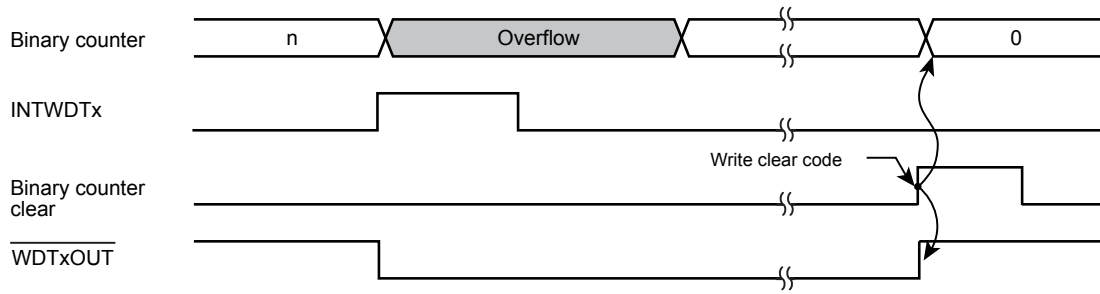 Binary counter
n
Overflow
0
INTWDTx
Write clear code
Binary counter
clear
WDTxOUT